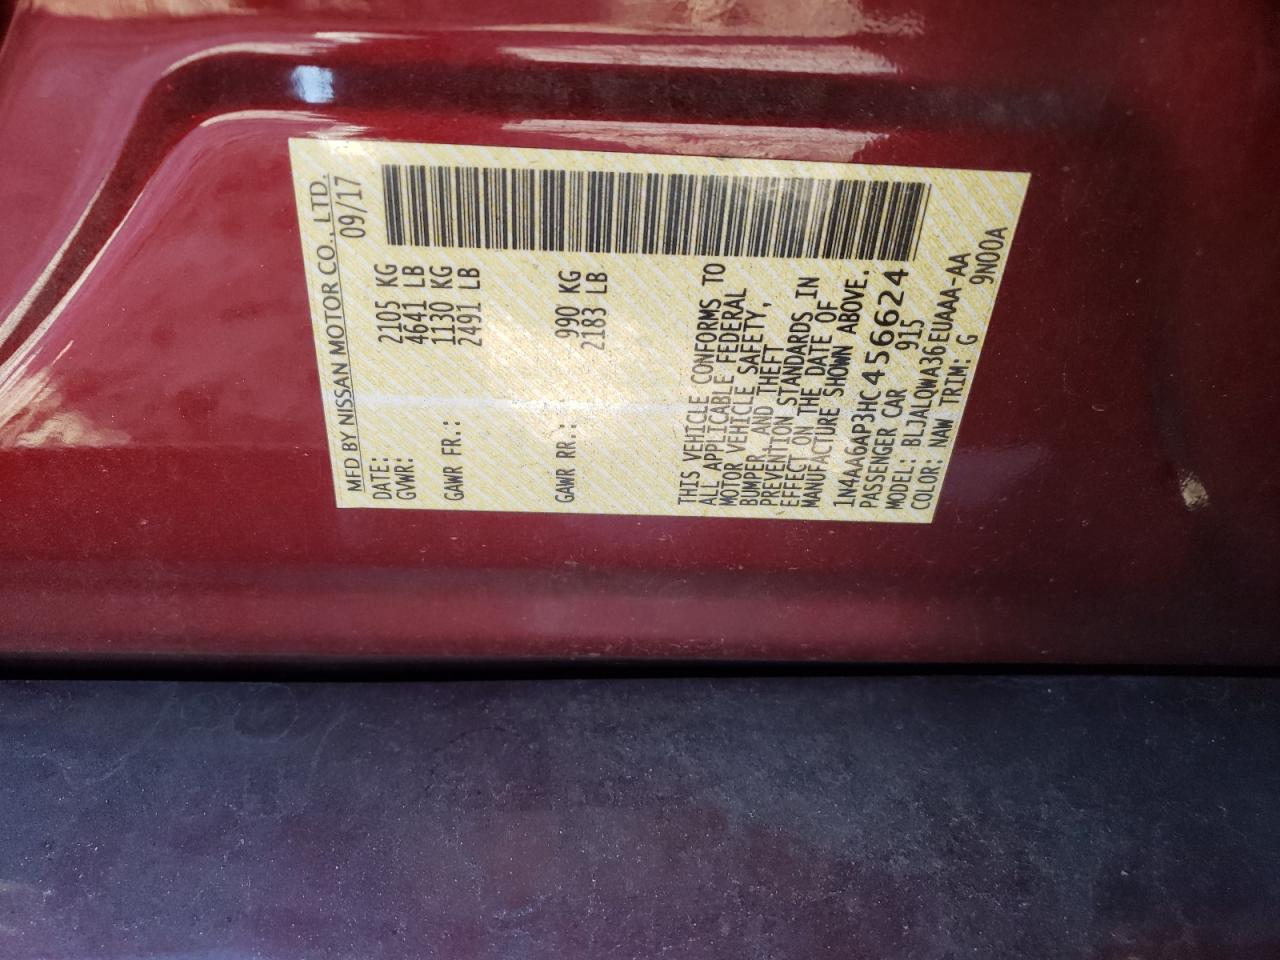 MFD BY NISSAN MOTOR CO., LTD.
DATE: 09/17
GVWR: 2105 KG
4641 LB
GAWR FR.: 1130 KG
2491 LB
GAWR RR.: 990 KG
2183 LB
THIS VEHICLE CONFORMS TO
ALL APPLICABLE FEDERAL
MOTOR VEHICLE SAFETY,
BUMPER, AND THEFT
PREVENTION STANDARDS IN
EFFECT ON THE DATE OF
MANUFACTURE SHOWN ABOVE.
1N4AA6AP3HC456624
PASSENGER CAR 915
MODEL: BLJALQWA36EUAAA-AA
COLOR: NAW TRIM: G 9N00A